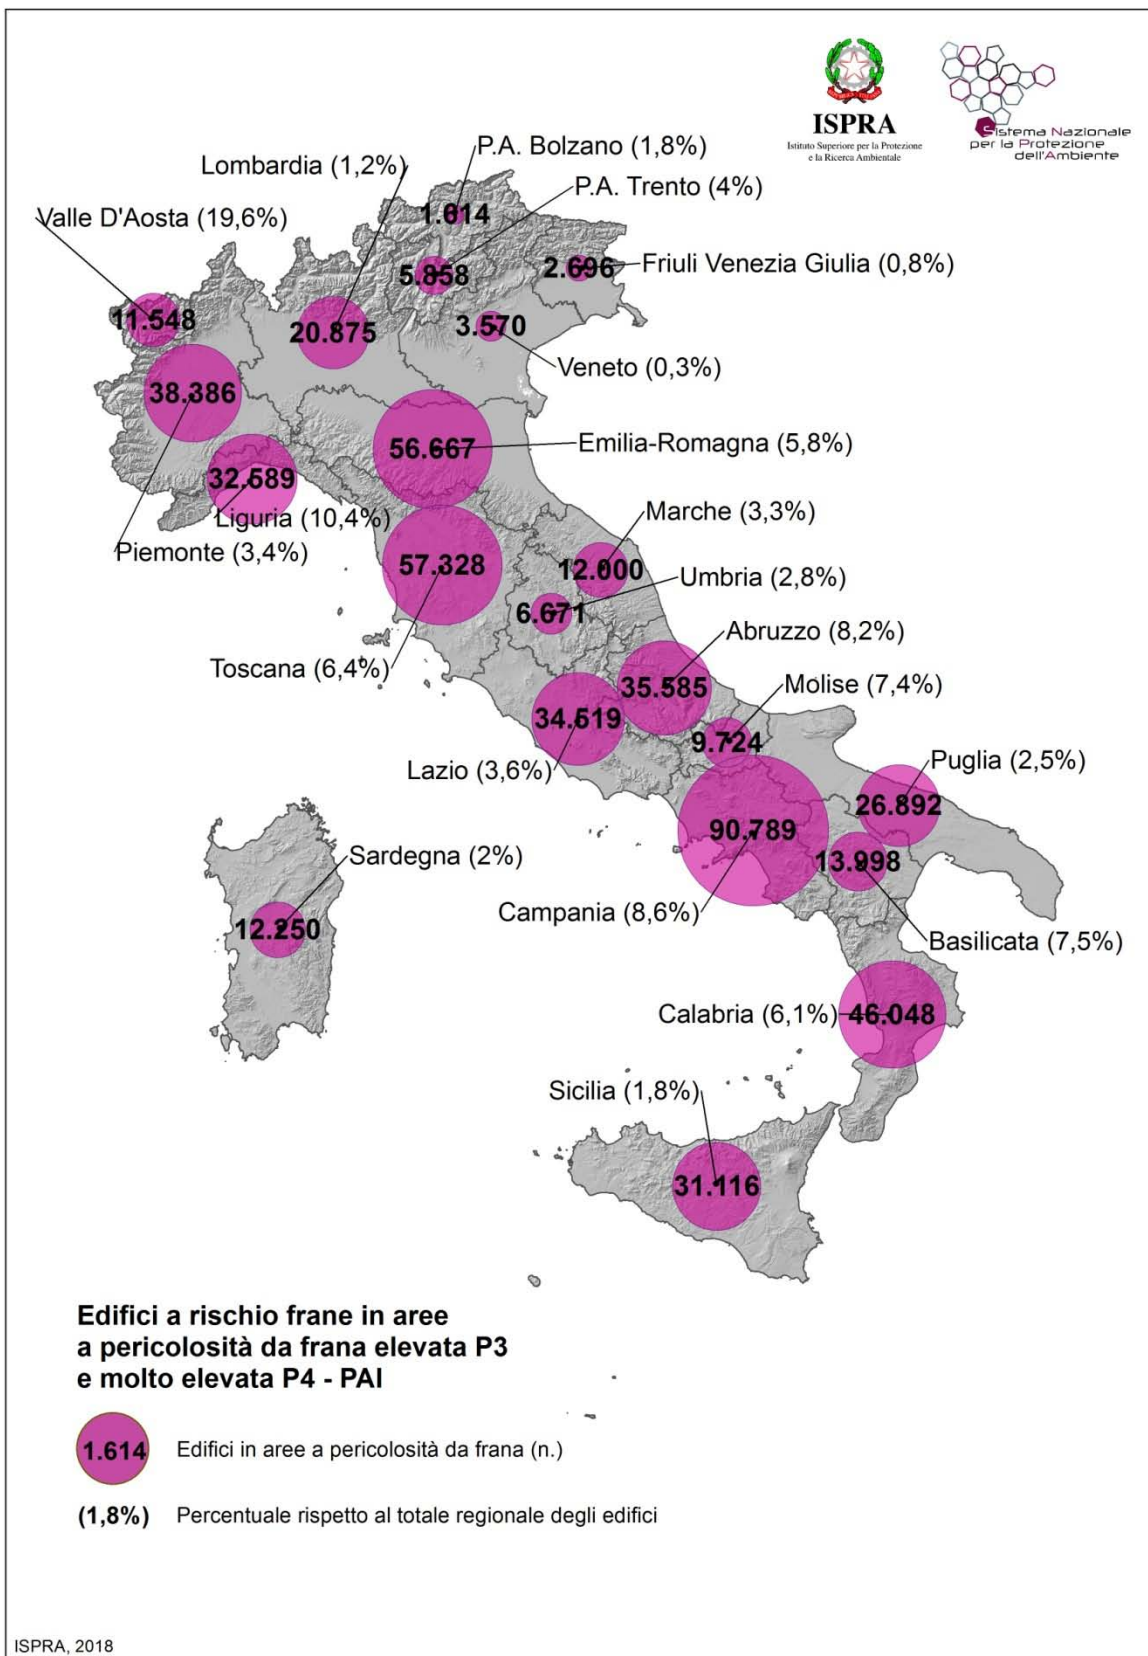 ISPRA
Istituto Superiore per la Protezione
e la Ricerca Ambientale
Sistema Nazionale
per la Protezione
dell'Ambiente
P.A. Bolzano (1,8%)
1.614
Lombardia (1,2%)
20.875
P.A. Trento (4%)
5.858
Valle D'Aosta (19,6%)
11.548
Friuli Venezia Giulia (0,8%)
2.696
3.570
Veneto (0,3%)
38.386
56.667
Emilia-Romagna (5,8%)
32.589
Liguria (10,4%)
Piemonte (3,4%)
Marche (3,3%)
12.000
57.328
Umbria (2,8%)
6.671
Toscana (6,4%)
Abruzzo (8,2%)
35.585
Molise (7,4%)
9.724
34.519
Lazio (3,6%)
Puglia (2,5%)
26.892
90.789
Campania (8,6%)
13.998
Basilicata (7,5%)
Sardegna (2%)
12.250
Calabria (6,1%)
46.048
Sicilia (1,8%)
31.116
Edifici a rischio frane in aree
a pericolosità da frana elevata P3
e molto elevata P4 - PAI
1.614 Edifici in aree a pericolosità da frana (n.)
(1,8%) Percentuale rispetto al totale regionale degli edifici
ISPRA, 2018